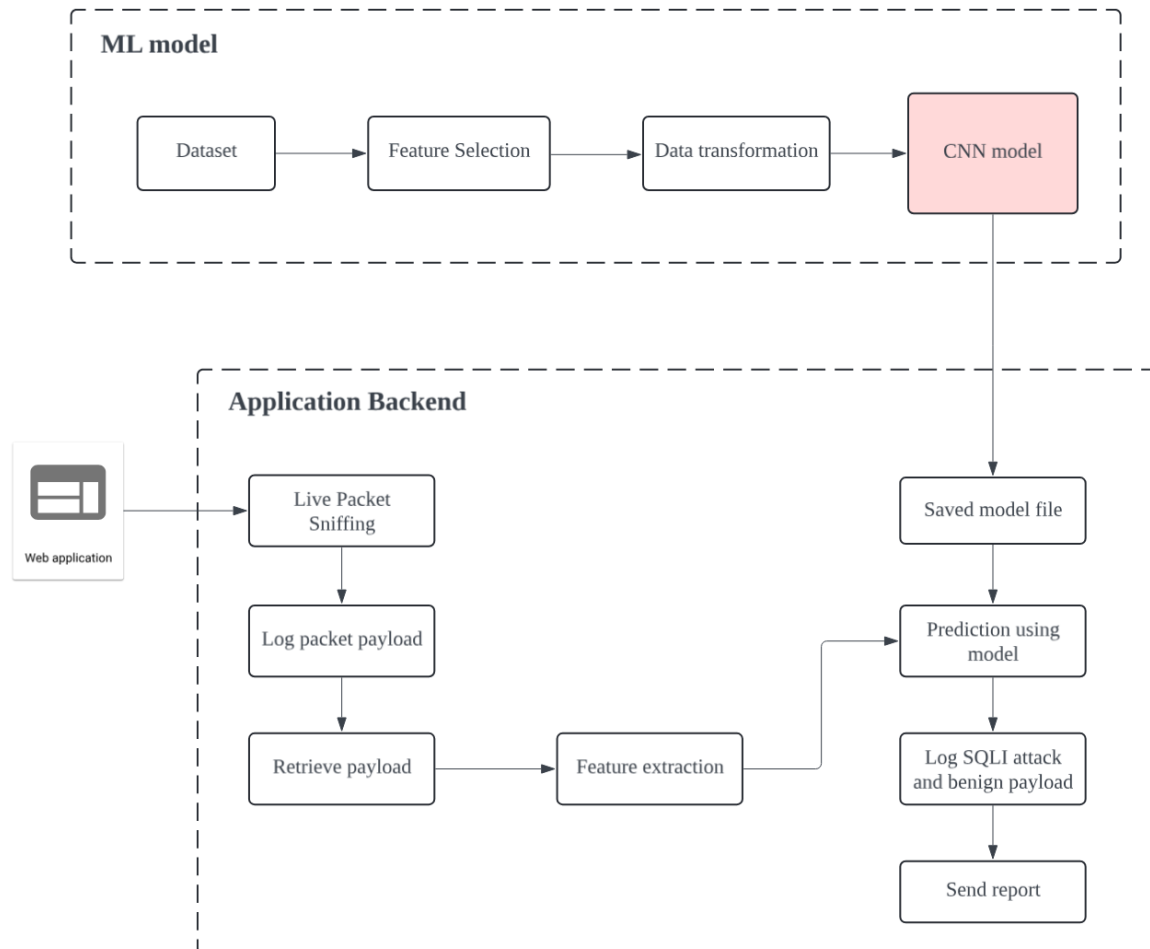 ML model
Dataset
Feature Selection
Data transformation
CNN model
Application Backend
Web application
Live Packet
Sniffing
Log packet payload
Retrieve payload
Feature extraction
Saved model file
Prediction using
model
Log SQLI attack
and benign payload
Send report